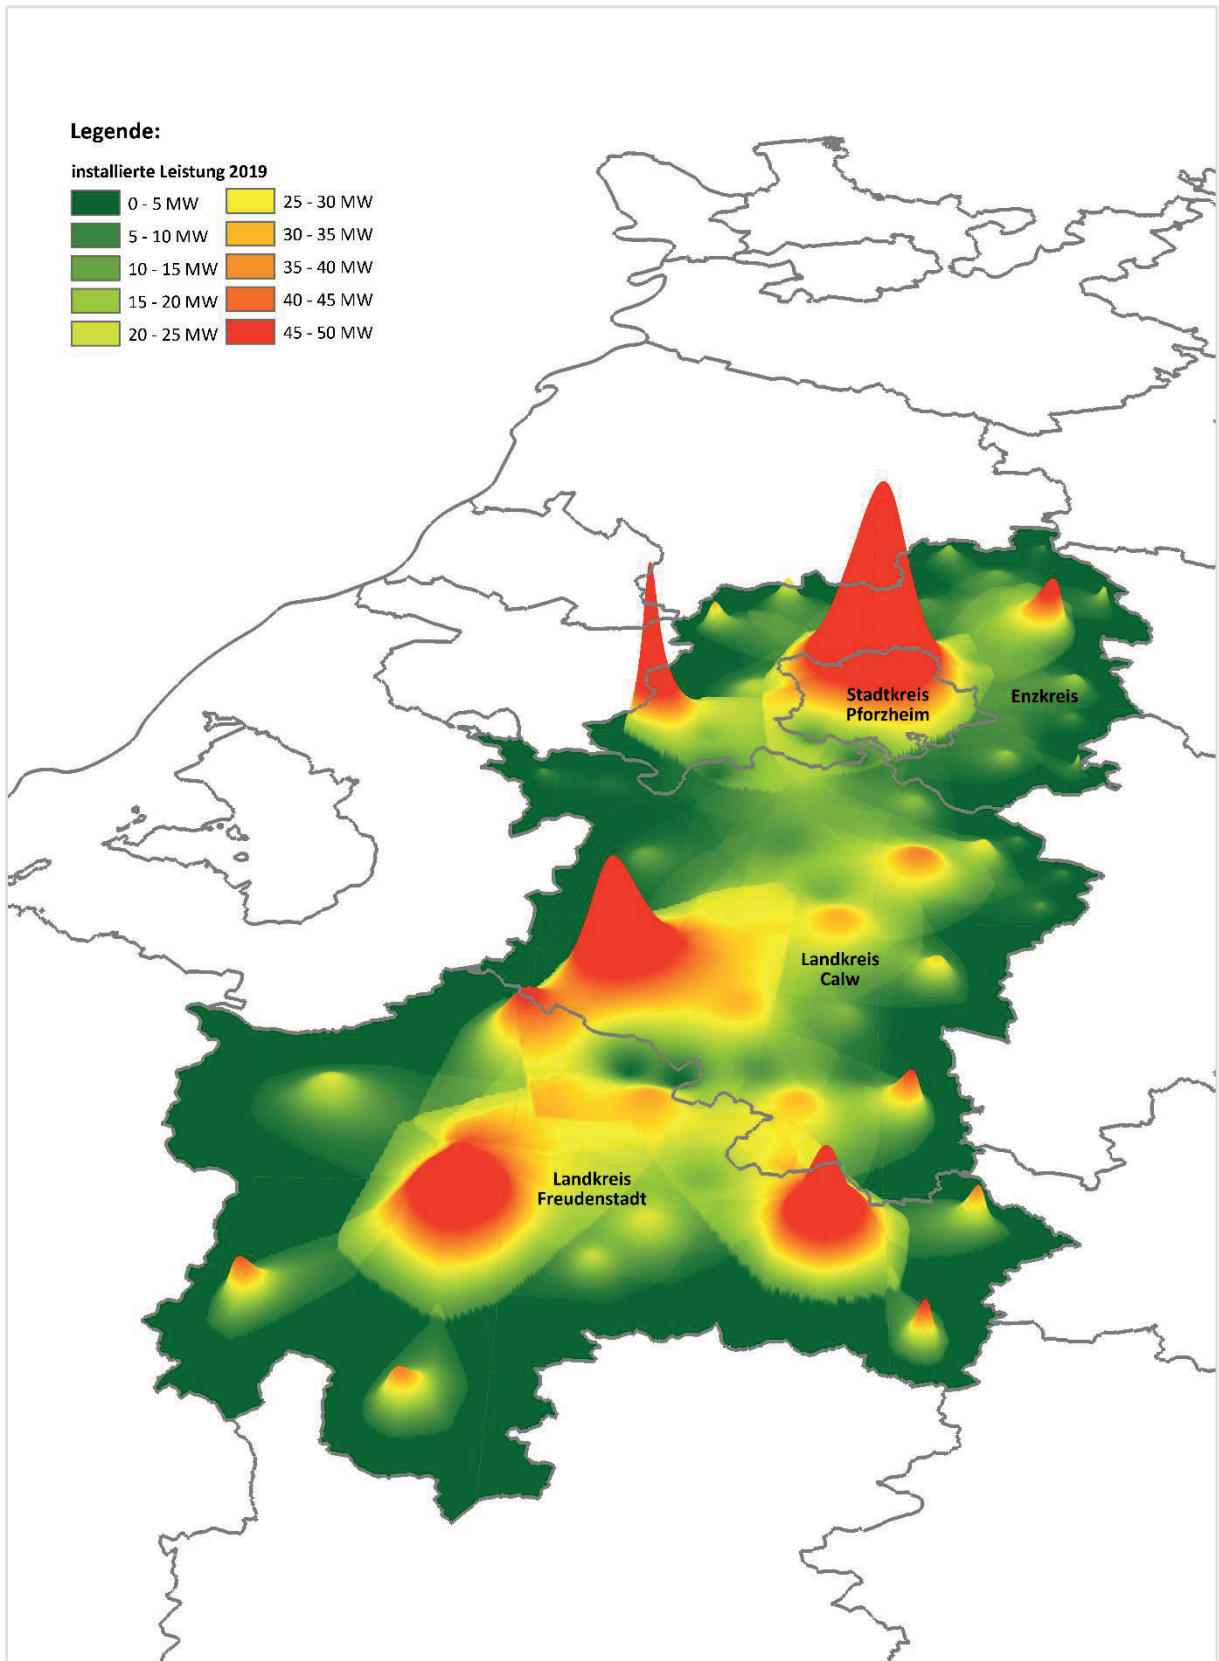 Legende:
installierte Leistung 2019
0 - 5 MW
5 - 10 MW
10 - 15 MW
15 - 20 MW
20 - 25 MW
25 - 30 MW
30 - 35 MW
35 - 40 MW
40 - 45 MW
45 - 50 MW
Stadtkreis
Pforzheim
Enzkreis
Landkreis
Calw
Landkreis
Freudenstadt